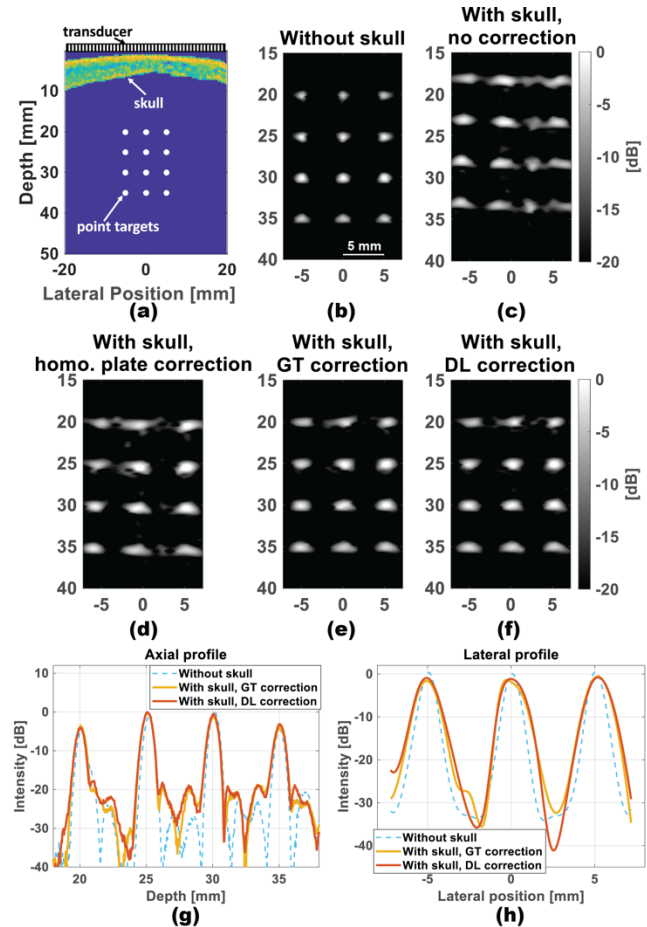 transducer
0
10
20
30
40
50
skull
point targets
Depth [mm]
-20 0 20
Lateral Position [mm]
(a)
Without skull
15
20
25
30
35
40
5 mm
-5 0 5
(b)
With skull,
no correction
15
20
25
30
35
40
-5 0 5
(c)
0
-5
-10
-15
-20
[dB]
With skull,
homo. plate correction
15
20
25
30
35
40
-5 0 5
(d)
With skull,
GT correction
15
20
25
30
35
40
-5 0 5
(e)
With skull,
DL correction
15
20
25
30
35
40
-5 0 5
(f)
0
-5
-10
-15
-20
[dB]
Axial profile
Without skull
With skull, GT correction
With skull, DL correction
10
0
-10
-20
-30
-40
Intensity [dB]
20 25 30 35
Depth [mm]
(g)
Lateral profile
0
-10
-20
-30
-40
Intensity [dB]
Without skull
With skull, GT correction
With skull, DL correction
-5 0 5
Lateral position [mm]
(h)